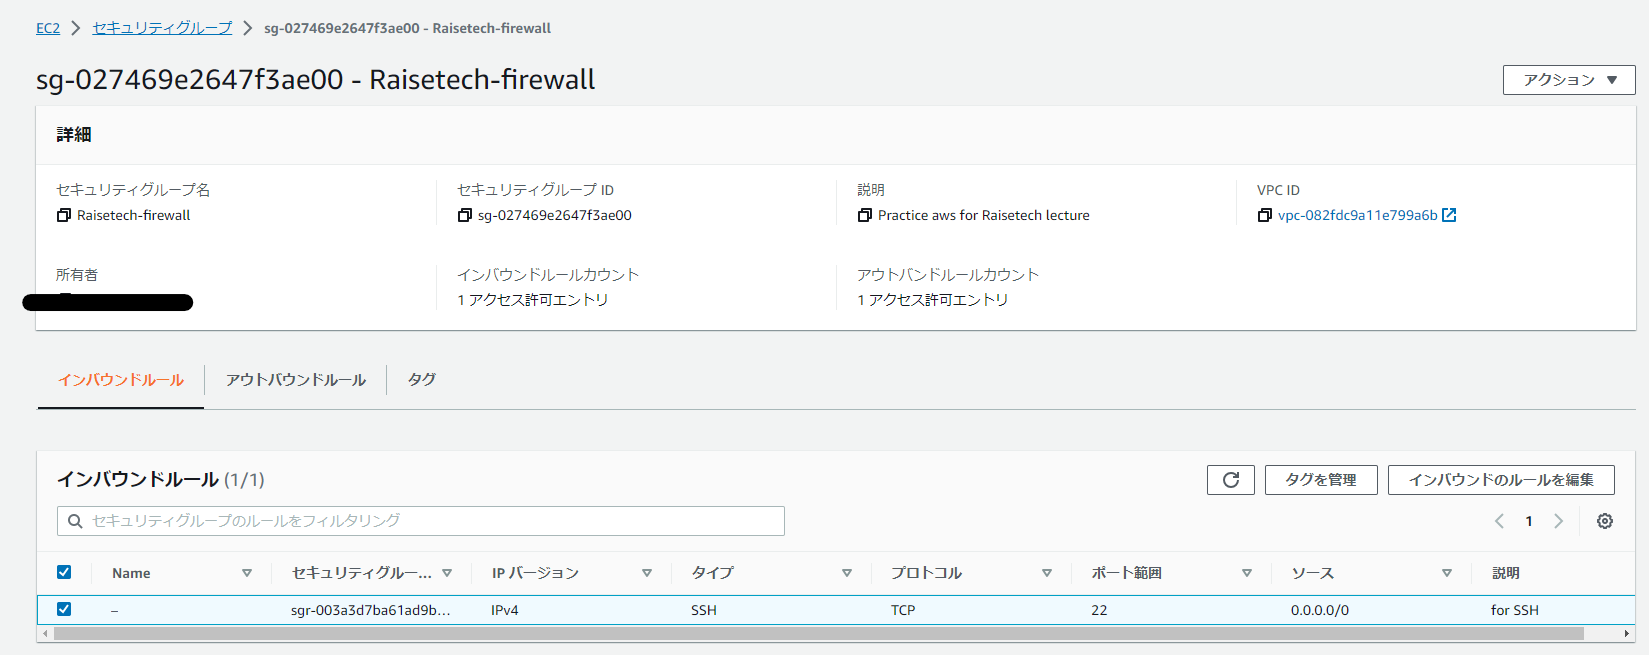 EC2 > セキュリティグループ > sg-027469e2647f3ae00 - Raisetech-firewall
sg-027469e2647f3ae00 - Raisetech-firewall
アクション ▼
詳細
セキュリティグループ名
Raisetech-firewall
セキュリティグループ ID
sg-027469e2647f3ae00
説明
Practice aws for Raisetech lecture
VPC ID
vpc-082fdc9a11e799a6b
所有者
インバウンドルールカウント
1 アクセス許可エントリ
アウトバンドルールカウント
1 アクセス許可エントリ
インバウンドルール アウトバウンドルール タグ
インバウンドルール (1/1)
タグを管理 インバウンドのルールを編集
セキュリティグループのルールをフィルタリング
1
Name セキュリティグルー... IP バージョン タイプ プロトコル ポート範囲 ソース 説明
– sgr-003a3d7ba61ad9b... IPv4 SSH TCP 22 0.0.0.0/0 for SSH